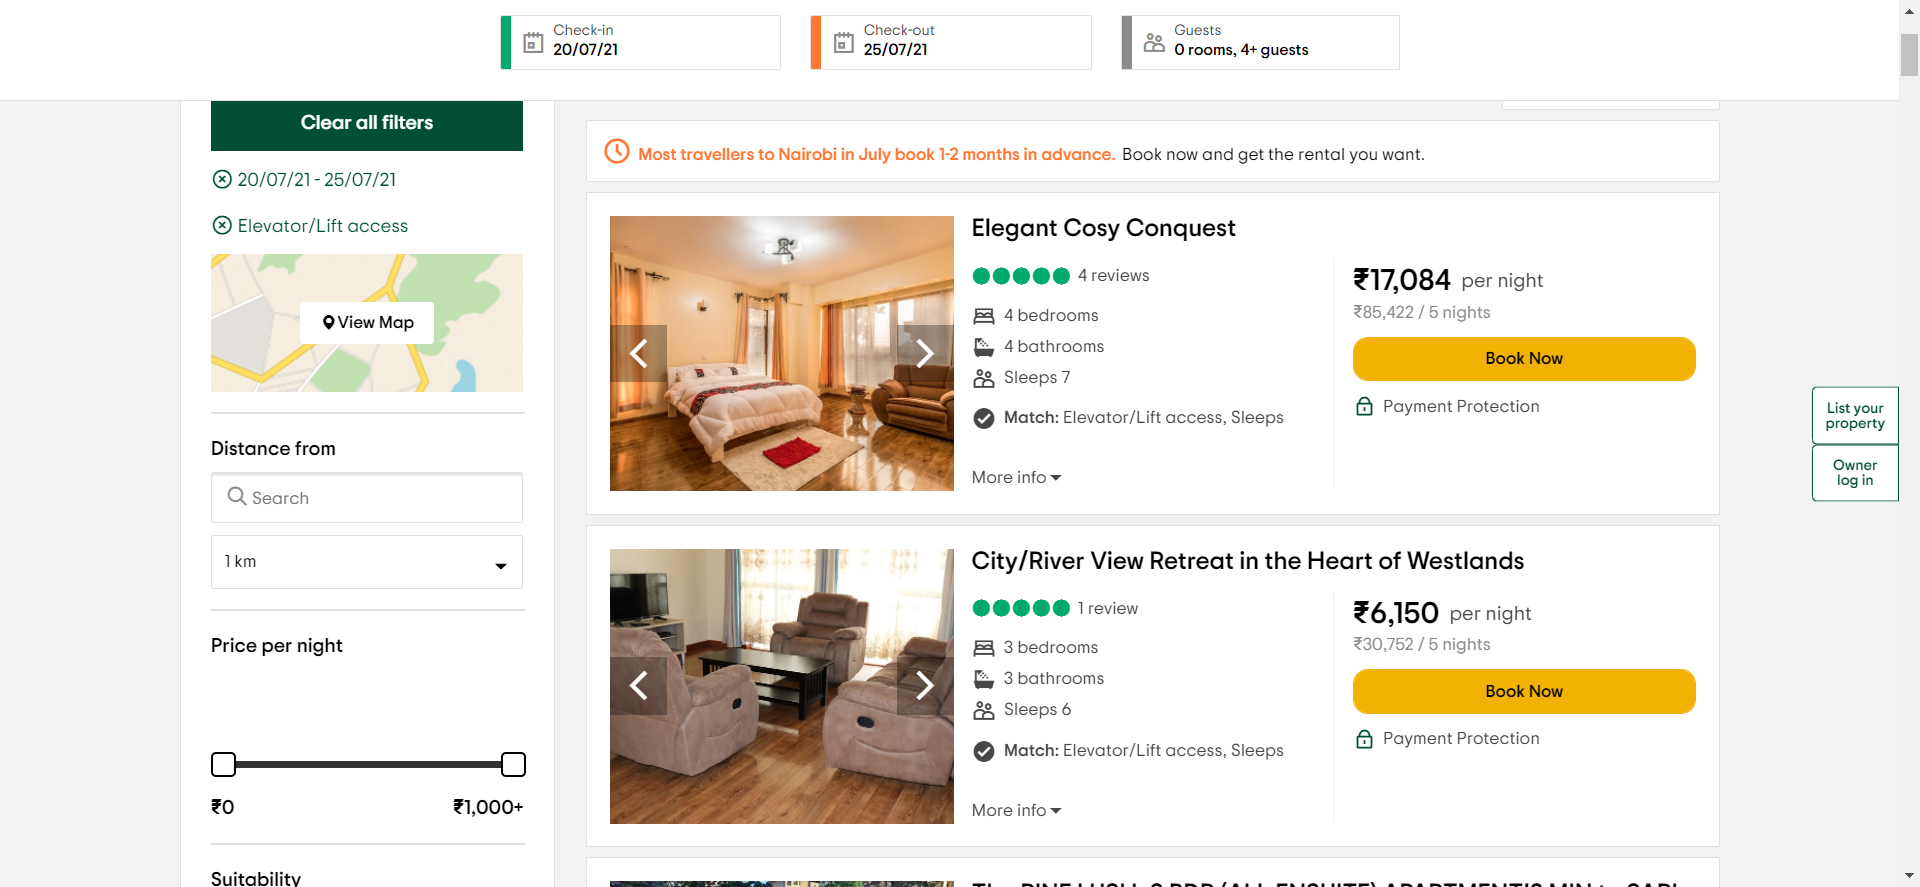 Check-in
20/07/21
Check-out
25/07/21
Guests
0 rooms, 4+ guests
Clear all filters
20/07/21 - 25/07/21
Elevator/Lift access
View Map
Distance from
Search
1 km
Price per night
₹0
₹1,000+
Suitability
Most travellers to Nairobi in July book 1-2 months in advance. Book now and get the rental you want.
Elegant Cosy Conquest
4 reviews
4 bedrooms
4 bathrooms
Sleeps 7
Match: Elevator/Lift access, Sleeps
More info
₹17,084 per night
₹85,422 / 5 nights
Book Now
Payment Protection
City/River View Retreat in the Heart of Westlands
1 review
3 bedrooms
3 bathrooms
Sleeps 6
Match: Elevator/Lift access, Sleeps
More info
₹6,150 per night
₹30,752 / 5 nights
Book Now
Payment Protection
List your
property
Owner
log in